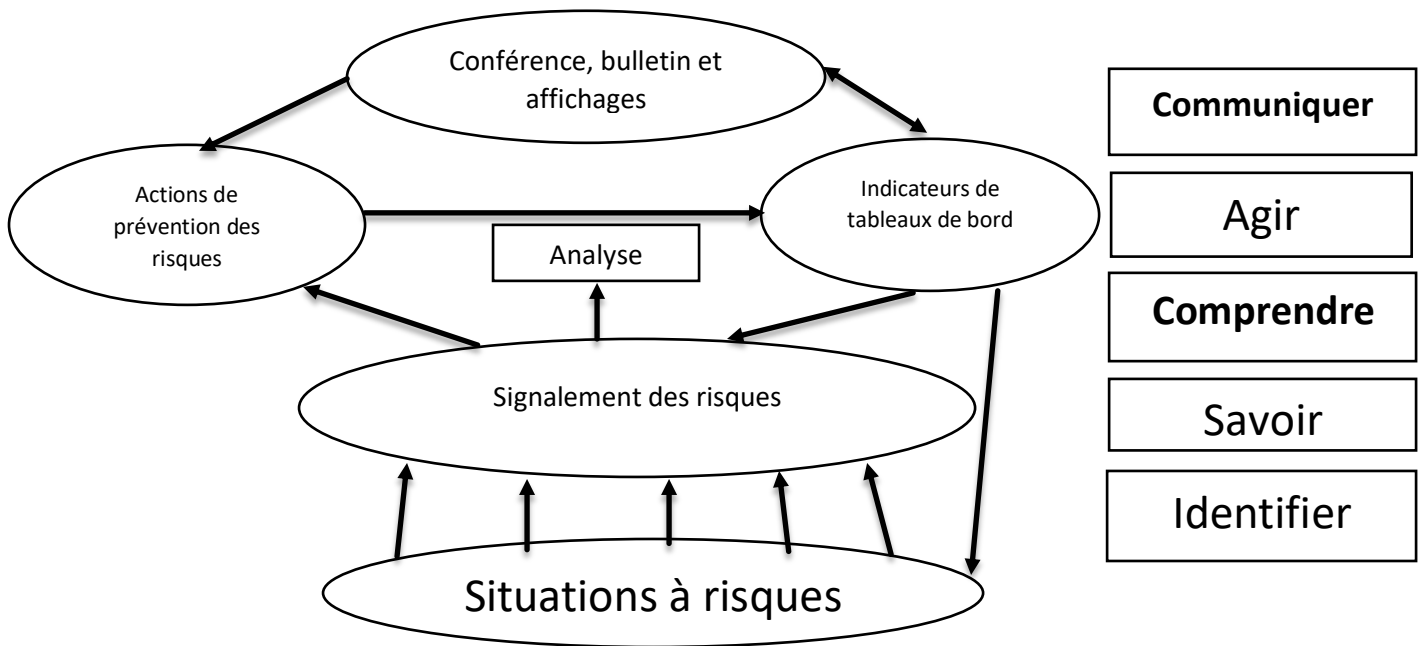 Conférence, bulletin et
affichages
Communiquer
Actions de
prévention des
risques
Indicateurs de
tableaux de bord
Agir
Analyse
Comprendre
Signalement des risques
Savoir
Identifier
Situations à risques